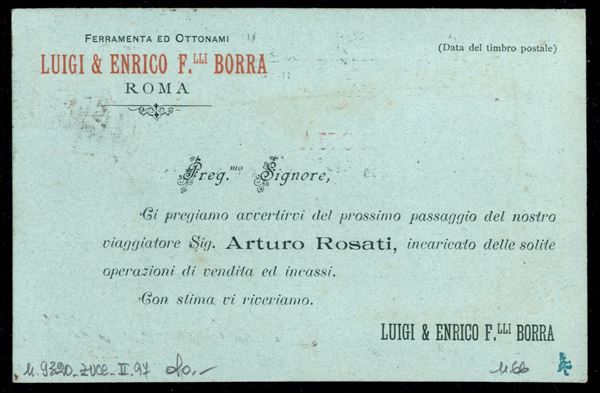 FERRAMENTA ED OTTONAMI
LUIGI & ENRICO F.LLI BORRA
ROMA
(Data del timbro postale)
Preg.mo Signore,
Ci pregiamo avvertirvi del prossimo passaggio del nostro
viaggiatore Sig. Arturo Rosati, incaricato delle solite
operazioni di vendita ed incassi.
Con stima vi riveriamo.
LUIGI & ENRICO F.LLI BORRA